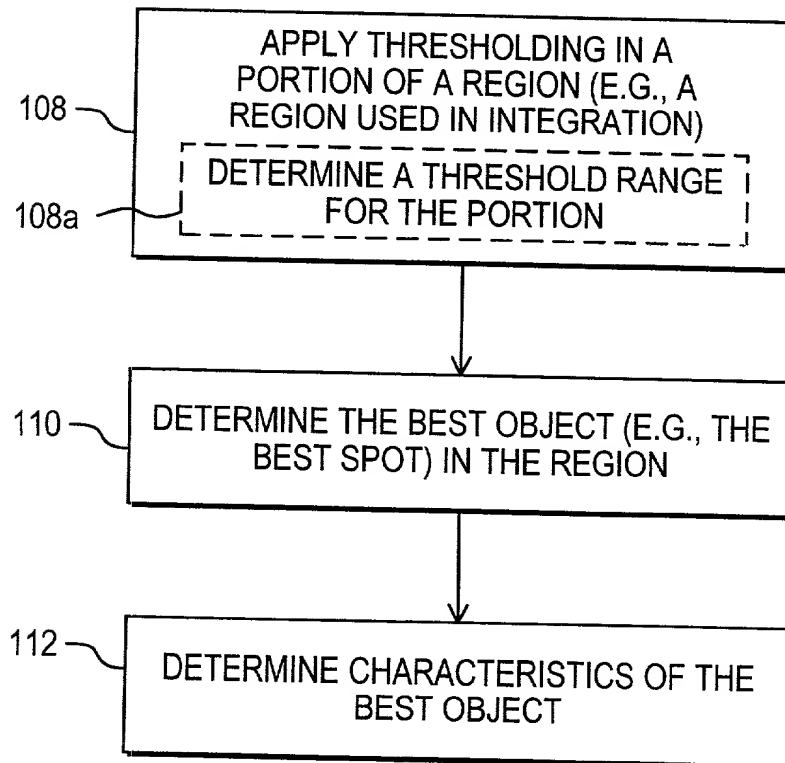 APPLY THRESHOLDING IN A
PORTION OF A REGION (E.G., A
REGION USED IN INTEGRATION)
108
DETERMINE A THRESHOLD RANGE
FOR THE PORTION
108a
DETERMINE THE BEST OBJECT (E.G., THE
BEST SPOT) IN THE REGION
110
DETERMINE CHARACTERISTICS OF THE
BEST OBJECT
112